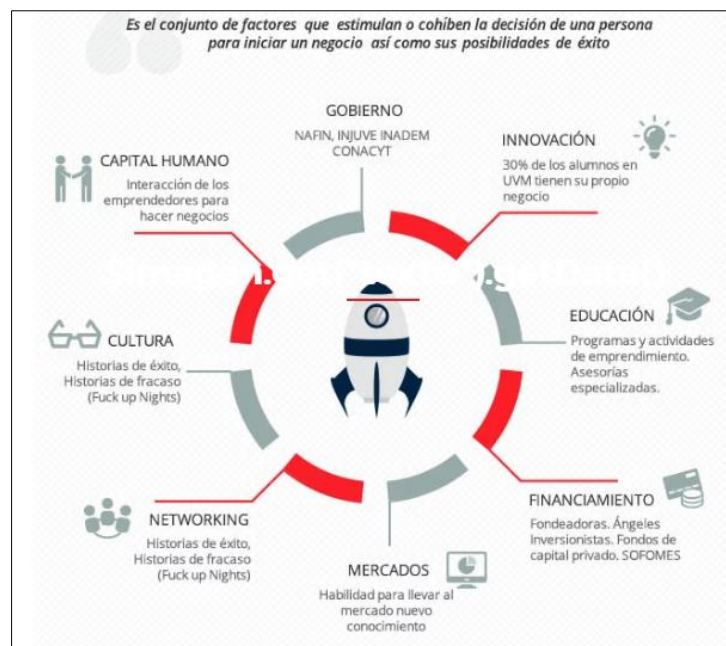 Es el conjunto de factores que estimulan o cohíben la decisión de una persona
para iniciar un negocio así como sus posibilidades de éxito
GOBIERNO
NAFIN, INJUVE INADEM
CONACYT
INNOVACIÓN
30% de los alumnos en
UVM tienen su propio
negocio
EDUCACIÓN
Programas y actividades
de emprendimiento.
Asesorías
especializadas.
FINANCIAMIENTO
Fondeadoras. Ángeles
Inversionistas. Fondos de
capital privado. SOFOMES
MERCADOS
Habilidad para llevar al
mercado nuevo
conocimiento
NETWORKING
Historias de éxito,
Historias de fracaso
(Fuck up Nights)
CULTURA
Historias de éxito,
Historias de fracaso
(Fuck up Nights)
CAPITAL HUMANO
Interacción de los
emprendedores para
hacer negocios